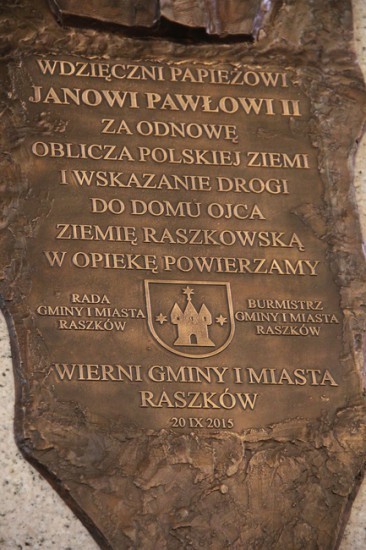 WDZIĘCZNI PAPIEŻOWI -
JANOWI PAWŁOWI II
ZA ODNOWĘ
OBLICZA POLSKIEJ ZIEMI
I WSKAZANIE DROGI
DO DOMU OJCA
ZIEMIĘ RASZKOWSKĄ
W OPIEKĘ POWIERZAMY
RADA
GMINY I MIASTA
RASZKÓW
BURMISTRZ
GMINY I MIASTA
RASZKÓW
WIERNI GMINY I MIASTA
RASZKÓW
20 IX 2015